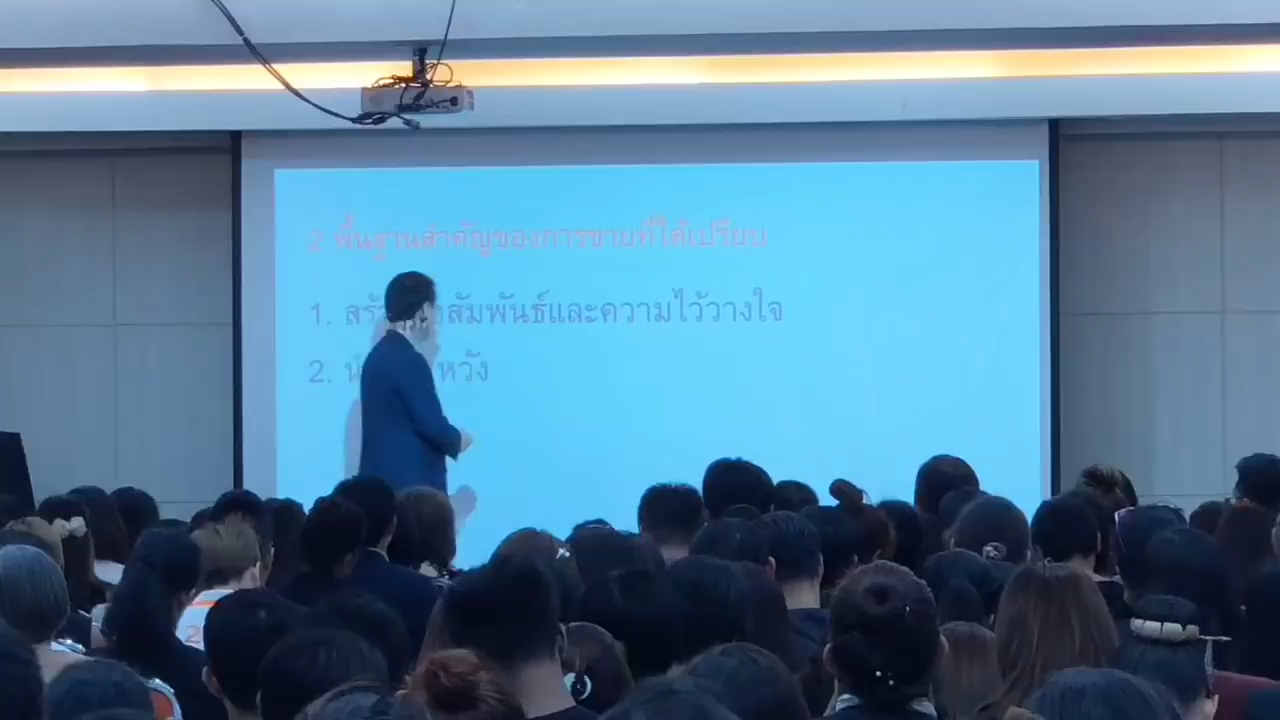 2 พื้นฐานสำคัญของการขายที่ได้เปรียบ
1. สัมพันธ์และความไว้วางใจ
2. หวัง